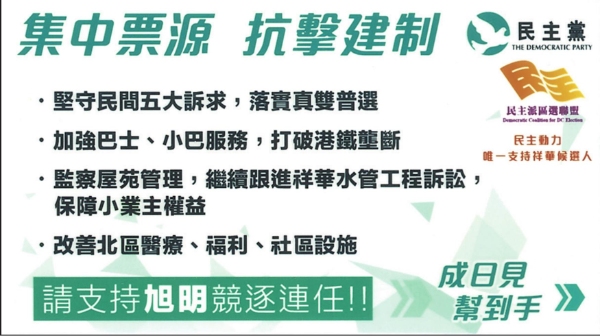 集中票源 抗擊建制
民主黨
THE DEMOCRATIC PARTY
民主
民主派區選聯盟
Democratic Coalition for DC Election
民主動力
唯一支持祥華候選人
·堅守民間五大訴求，落實真雙普選
·加強巴士、小巴服務，打破港鐵壟斷
·監察屋苑管理，繼續跟進祥華水管工程訴訟，
保障小業主權益
·改善北區醫療、福利、社區設施
請支持旭明競逐連任!!
成日見
幫到手